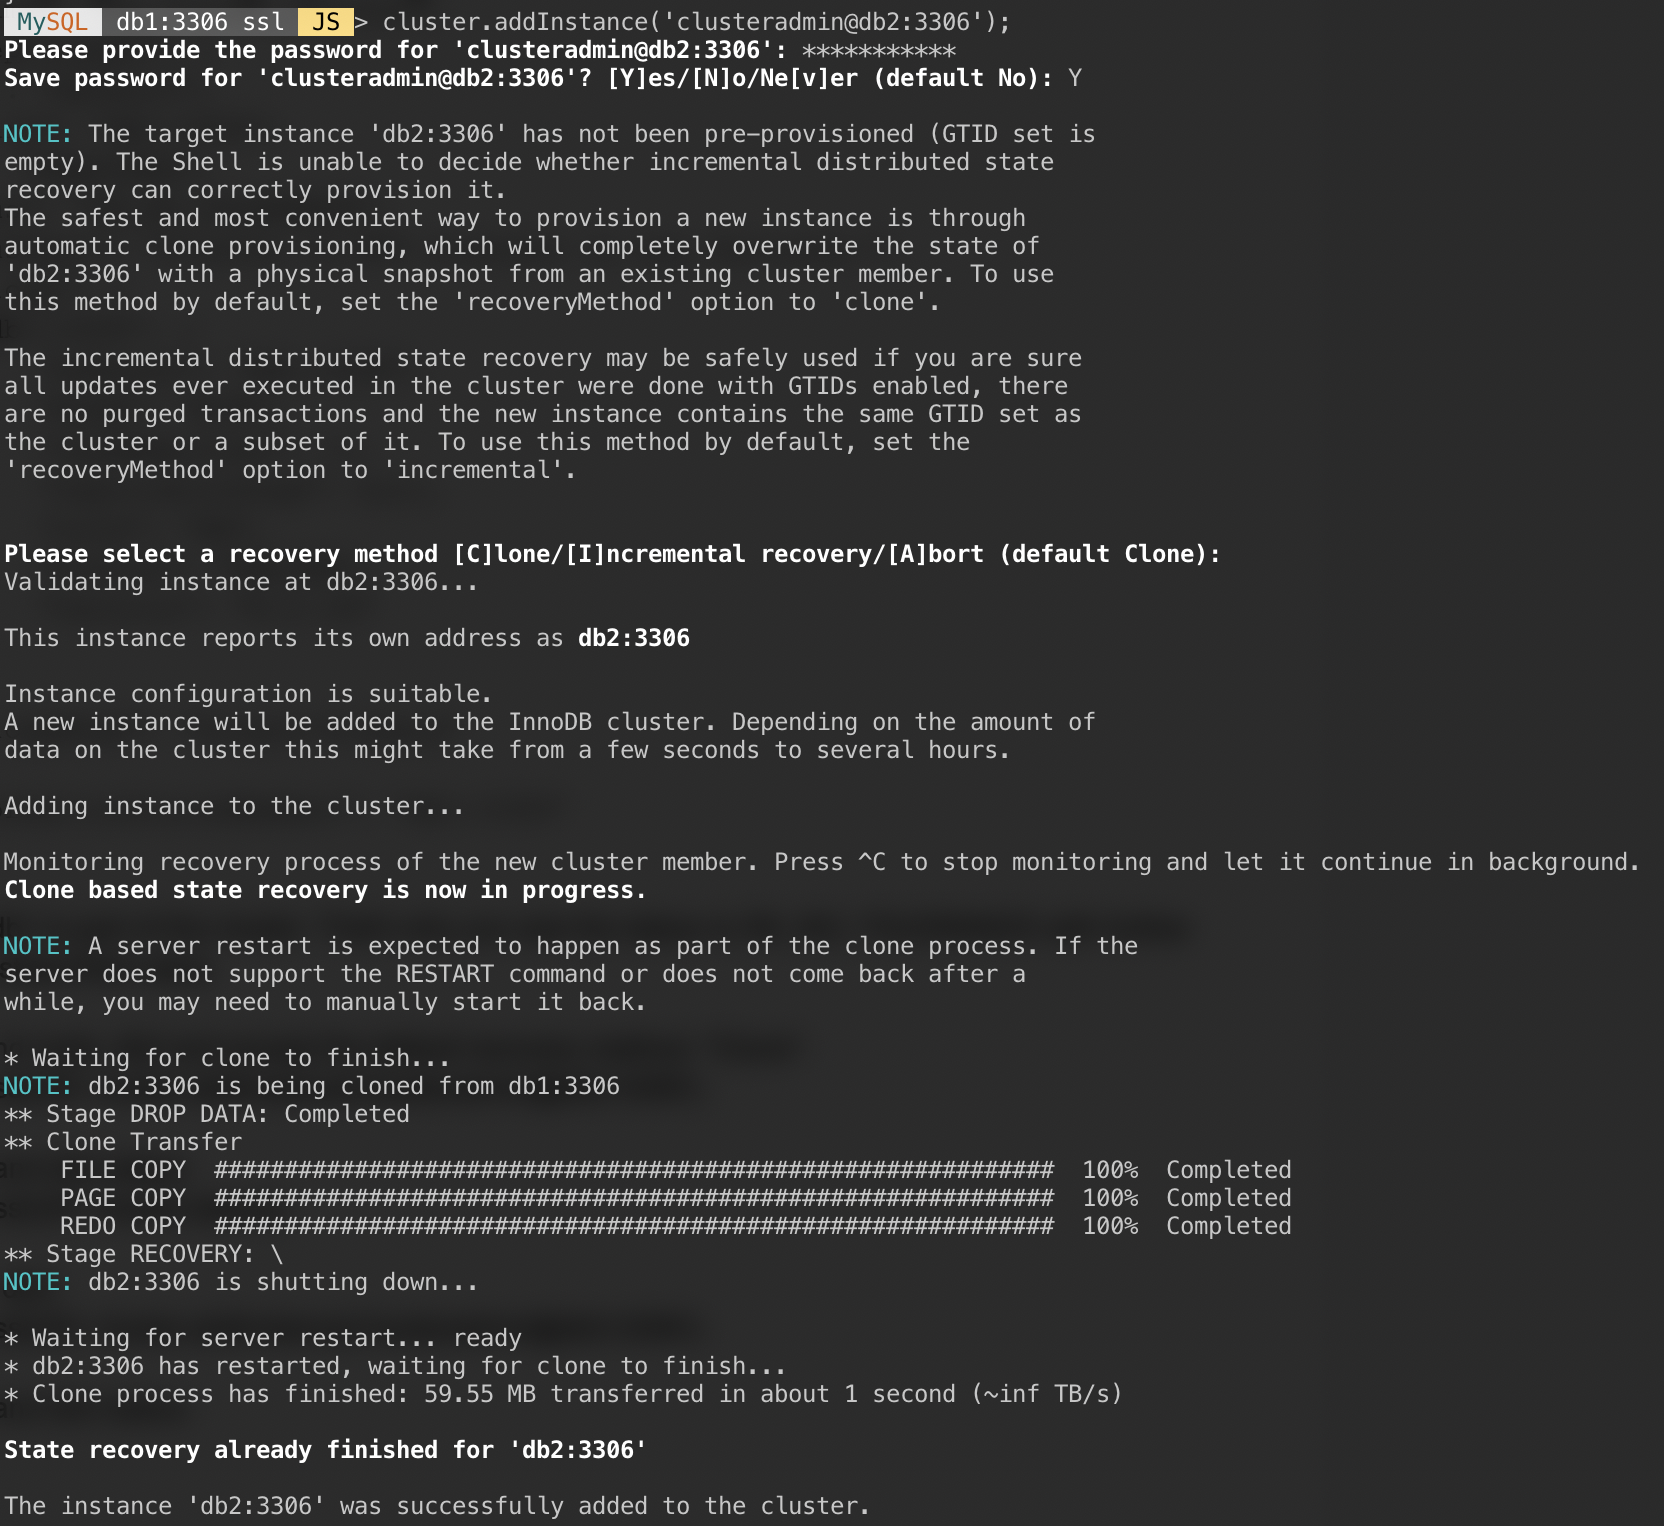 MySQL db1:3306 ssl JS > cluster.addInstance('clusteradmin@db2:3306');
Please provide the password for 'clusteradmin@db2:3306': ***********
Save password for 'clusteradmin@db2:3306'? [Y]es/[N]o/Ne[v]er (default No): Y
NOTE: The target instance 'db2:3306' has not been pre-provisioned (GTID set is
empty). The Shell is unable to decide whether incremental distributed state
recovery can correctly provision it.
The safest and most convenient way to provision a new instance is through
automatic clone provisioning, which will completely overwrite the state of
'db2:3306' with a physical snapshot from an existing cluster member. To use
this method by default, set the 'recoveryMethod' option to 'clone'.
The incremental distributed state recovery may be safely used if you are sure
all updates ever executed in the cluster were done with GTIDs enabled, there
are no purged transactions and the new instance contains the same GTID set as
the cluster or a subset of it. To use this method by default, set the
'recoveryMethod' option to 'incremental'.
Please select a recovery method [C]lone/[I]ncremental recovery/[A]bort (default Clone):
Validating instance at db2:3306...
This instance reports its own address as db2:3306
Instance configuration is suitable.
A new instance will be added to the InnoDB cluster. Depending on the amount of
data on the cluster this might take from a few seconds to several hours.
Adding instance to the cluster...
Monitoring recovery process of the new cluster member. Press ^C to stop monitoring and let it continue in background.
Clone based state recovery is now in progress.
NOTE: A server restart is expected to happen as part of the clone process. If the
server does not support the RESTART command or does not come back after a
while, you may need to manually start it back.
* Waiting for clone to finish...
NOTE: db2:3306 is being cloned from db1:3306
** Stage DROP DATA: Completed
** Clone Transfer
FILE COPY ############################################################ 100% Completed
PAGE COPY ############################################################ 100% Completed
REDO COPY ############################################################ 100% Completed
** Stage RECOVERY: \
NOTE: db2:3306 is shutting down...
* Waiting for server restart... ready
* db2:3306 has restarted, waiting for clone to finish...
* Clone process has finished: 59.55 MB transferred in about 1 second (~inf TB/s)
State recovery already finished for 'db2:3306'
The instance 'db2:3306' was successfully added to the cluster.